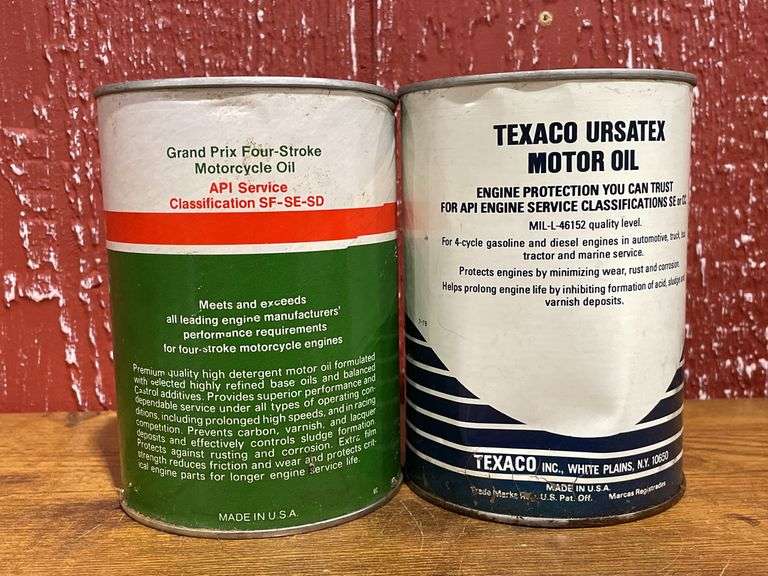 Grand Prix Four-Stroke
Motorcycle Oil
API Service
Classification SF-SE-SD
Meets and exceeds
all leading engine manufacturers'
performance requirements
for four-stroke motorcycle engines
Premium quality high detergent motor oil formulated
with selected highly refined base oils and balanced
Castrol additives. Provides superior performance and
dependable service under all types of operating con-
ditions, including prolonged high speeds, and in racing
competition. Prevents carbon, varnish, and lacquer
deposits and effectively controls sludge formation.
Protects against rusting and corrosion. Extra film
strength reduces friction and wear and protects crit-
ical engine parts for longer engine service life.
MADE IN U.S.A.
TEXACO URSATEX
MOTOR OIL
ENGINE PROTECTION YOU CAN TRUST
FOR API ENGINE SERVICE CLASSIFICATIONS SE or CC
MIL-L-46152 quality level.
For 4-cycle gasoline and diesel engines in automotive, truck,
tractor and marine service.
Protects engines by minimizing wear, rust and corrosion.
Helps prolong engine life by inhibiting formation of acid, sludge and
varnish deposits.
TEXACO INC., WHITE PLAINS, N.Y. 10650
MADE IN U.S.A.
Trade Marks Reg. U.S. Pat. Off. Marcas Registradas